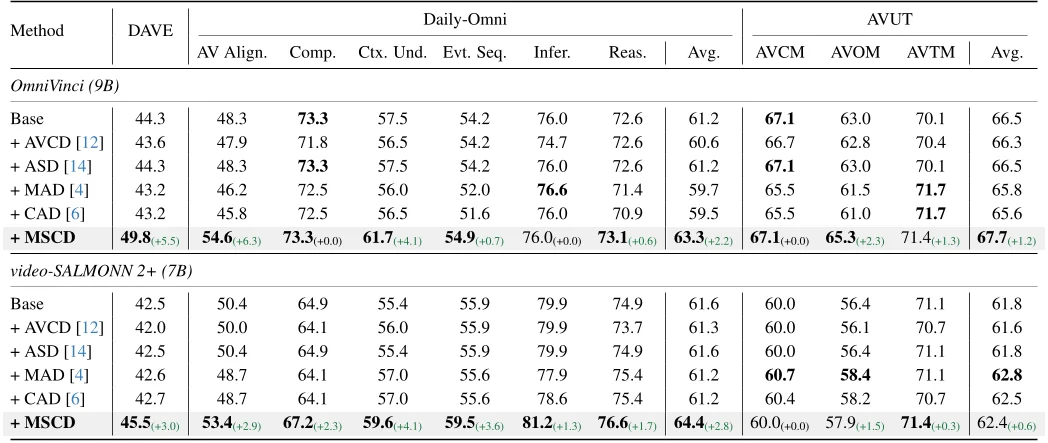 Method DAVE Daily-Omni AVUT
AV Align. Comp. Ctx. Und. Evt. Seq. Infer. Reas. Avg. AVCM AVOM AVTM Avg.
OmniVinci (9B)
Base 44.3 48.3 73.3 57.5 54.2 76.0 72.6 61.2 67.1 63.0 70.1 66.5
+ AVCD [12] 43.6 47.9 71.8 56.5 54.2 74.7 72.6 60.6 66.7 62.8 70.4 66.3
+ ASD [14] 44.3 48.3 73.3 57.5 54.2 76.0 72.6 61.2 67.1 63.0 70.1 66.5
+ MAD [4] 43.2 46.2 72.5 56.0 52.0 76.6 71.4 59.7 65.5 61.5 71.7 65.8
+ CAD [6] 43.2 45.8 72.5 56.5 51.6 76.0 70.9 59.5 65.5 61.0 71.7 65.6
+ MSCD 49.8(+5.5) 54.6(+6.3) 73.3(+0.0) 61.7(+4.1) 54.9(+0.7) 76.0(+0.0) 73.1(+0.6) 63.3(+2.2) 67.1(+0.0) 65.3(+2.3) 71.4(+1.3) 67.7(+1.2)
video-SALMONN 2+ (7B)
Base 42.5 50.4 64.9 55.4 55.9 79.9 74.9 61.6 60.0 56.4 71.1 61.8
+ AVCD [12] 42.0 50.0 64.1 56.0 55.9 79.9 73.7 61.3 60.0 56.1 70.7 61.6
+ ASD [14] 42.5 50.4 64.9 55.4 55.9 79.9 74.9 61.6 60.0 56.4 71.1 61.8
+ MAD [4] 42.6 48.7 64.1 57.0 55.6 77.9 75.4 61.2 60.7 58.4 71.1 62.8
+ CAD [6] 42.7 48.7 64.1 57.0 55.6 78.6 75.4 61.2 60.4 58.2 70.7 62.5
+ MSCD 45.5(+3.0) 53.4(+2.9) 67.2(+2.3) 59.6(+4.1) 59.5(+3.6) 81.2(+1.3) 76.6(+1.7) 64.4(+2.8) 60.0(+0.0) 57.9(+1.5) 71.4(+0.3) 62.4(+0.6)